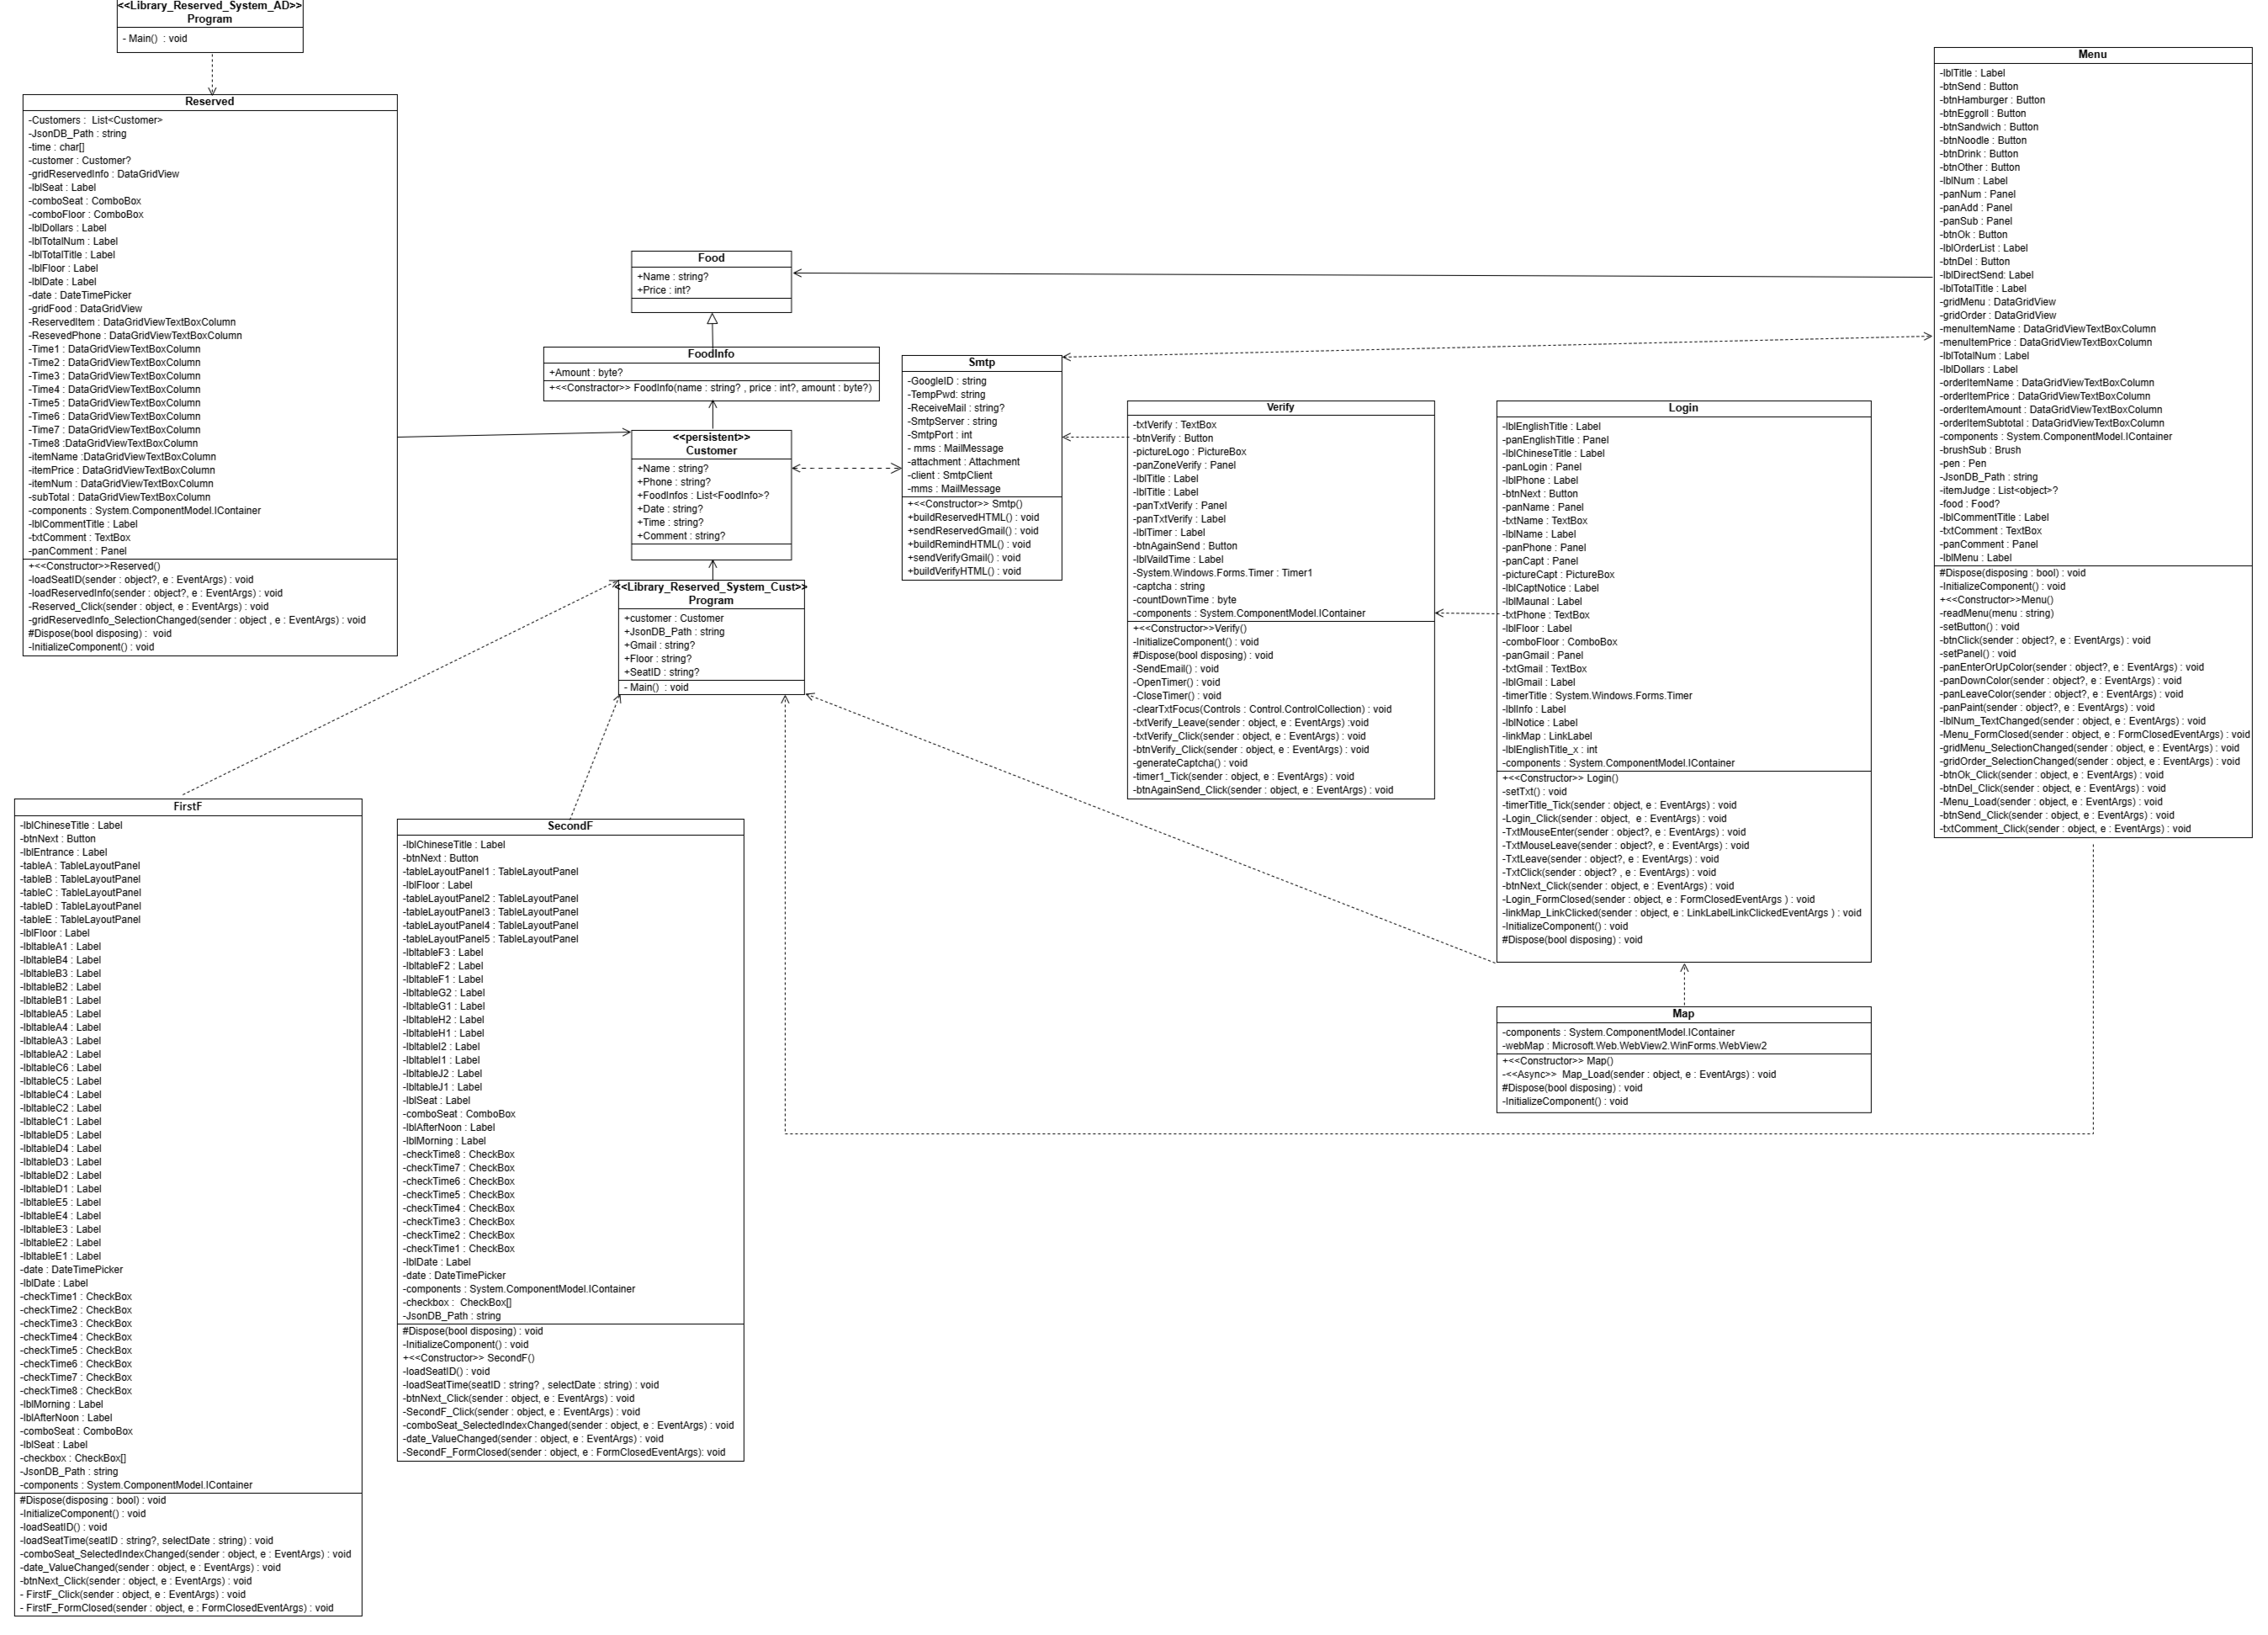 <<Library_Reserved_System_AD>>
Program
- Main()  : void
Reserved
-Customers :  List<Customer>
-JsonDB_Path : string
-time : char[]
-customer : Customer?
-gridReservedInfo : DataGridView
-lblSeat : Label
-comboSeat : ComboBox
-comboFloor : ComboBox
-lblDollars : Label
-lblTotalNum : Label
-lblTotalTitle : Label
-lblFloor : Label
-lblDate : Label
-date : DateTimePicker
-gridFood : DataGridView
-ReservedItem : DataGridViewTextBoxColumn
-ResevedPhone : DataGridViewTextBoxColumn
-Time1 : DataGridViewTextBoxColumn
-Time2 : DataGridViewTextBoxColumn
-Time3 : DataGridViewTextBoxColumn
-Time4 : DataGridViewTextBoxColumn
-Time5 : DataGridViewTextBoxColumn
-Time6 : DataGridViewTextBoxColumn
-Time7 : DataGridViewTextBoxColumn
-Time8 :DataGridViewTextBoxColumn
-itemName :DataGridViewTextBoxColumn
-itemPrice : DataGridViewTextBoxColumn
-itemNum : DataGridViewTextBoxColumn
-subTotal : DataGridViewTextBoxColumn
-components : System.ComponentModel.IContainer
-lblCommentTitle : Label
-txtComment : TextBox
-panComment : Panel
+<<Constructor>>Reserved()
-loadSeatID(sender : object?, e : EventArgs) : void
-loadReservedInfo(sender : object?, e : EventArgs) : void
-Reserved_Click(sender : object, e : EventArgs) : void
-gridReservedInfo_SelectionChanged(sender : object , e : EventArgs) : void
#Dispose(bool disposing) :  void
-InitializeComponent() : void
Food
+Name : string?
+Price : int?
FoodInfo
+Amount : byte?
+<<Constractor>> FoodInfo(name : string? , price : int?, amount : byte?)
<<persistent>>
Customer
+Name : string?
+Phone : string?
+FoodInfos : List<FoodInfo>?
+Date : string?
+Time : string?
+Comment : string?
<<Library_Reserved_System_Cust>>
Program
+customer : Customer
+JsonDB_Path : string
+Gmail : string?
+Floor : string?
+SeatID : string?
- Main()  : void
Smtp
-GoogleID : string
-TempPwd: string
-ReceiveMail : string?
-SmtpServer : string
-SmtpPort : int
- mms : MailMessage
-attachment : Attachment
-client : SmtpClient
-mms : MailMessage
+<<Constructor>> Smtp()
+buildReservedHTML() : void
+sendReservedGmail() : void
+buildRemindHTML() : void
+sendVerifyGmail() : void
+buildVerifyHTML() : void
Verify
-txtVerify : TextBox
-btnVerify : Button
-pictureLogo : PictureBox
-panZoneVerify : Panel
-lblTitle : Label
-lblTitle : Label
-panTxtVerify : Panel
-panTxtVerify : Label
-lblTimer : Label
-btnAgainSend : Button
-lblVaildTime : Label
-System.Windows.Forms.Timer : Timer1
-captcha : string
-countDownTime : byte
-components : System.ComponentModel.IContainer
+<<Constructor>>Verify()
-InitializeComponent() : void
#Dispose(bool disposing) : void
-SendEmail() : void
-OpenTimer() : void
-CloseTimer() : void
-clearTxtFocus(Controls : Control.ControlCollection) : void
-txtVerify_Leave(sender : object, e : EventArgs) :void
-txtVerify_Click(sender : object, e : EventArgs) : void
-btnVerify_Click(sender : object, e : EventArgs) : void
-generateCaptcha() : void
-timer1_Tick(sender : object, e : EventArgs) : void
-btnAgainSend_Click(sender : object, e : EventArgs) : void
Login
-lblEnglishTitle : Label
-panEnglishTitle : Panel
-lblChineseTitle : Label
-panLogin : Panel
-lblPhone : Label
-btnNext : Button
-panName : Panel
-txtName : TextBox
-lblName : Label
-panPhone : Panel
-panCapt : Panel
-pictureCapt : PictureBox
-lblCaptNotice : Label
-lblMaunal : Label
-txtPhone : TextBox
-lblFloor : Label
-comboFloor : ComboBox
-panGmail : Panel
-txtGmail : TextBox
-lblGmail : Label
-timerTitle : System.Windows.Forms.Timer
-lblInfo : Label
-lblNotice : Label
-linkMap : LinkLabel
-lblEnglishTitle_x : int
-components : System.ComponentModel.IContainer
+<<Constructor>> Login()
-setTxt() : void
-timerTitle_Tick(sender : object, e : EventArgs) : void
-Login_Click(sender : object,  e : EventArgs) : void
-TxtMouseEnter(sender : object?, e : EventArgs) : void
-TxtMouseLeave(sender : object?, e : EventArgs) : void
-TxtLeave(sender : object?, e : EventArgs) : void
-TxtClick(sender : object? , e : EventArgs) : void
-btnNext_Click(sender : object, e : EventArgs) : void
-Login_FormClosed(sender : object, e : FormClosedEventArgs ) : void
-linkMap_LinkClicked(sender : object, e : LinkLabelLinkClickedEventArgs ) : void
-InitializeComponent() : void
#Dispose(bool disposing) : void
Map
-components : System.ComponentModel.IContainer
-webMap : Microsoft.Web.WebView2.WinForms.WebView2
+<<Constructor>> Map()
-<<Async>>  Map_Load(sender : object, e : EventArgs) : void
#Dispose(bool disposing) : void
-InitializeComponent() : void
Menu
-lblTitle : Label
-btnSend : Button
-btnHamburger : Button
-btnEggroll : Button
-btnSandwich : Button
-btnNoodle : Button
-btnDrink : Button
-btnOther : Button
-lblNum : Label
-panNum : Panel
-panAdd : Panel
-panSub : Panel
-btnOk : Button
-lblOrderList : Label
-btnDel : Button
-lblDirectSend: Label
-lblTotalTitle : Label
-gridMenu : DataGridView
-gridOrder : DataGridView
-menuItemName : DataGridViewTextBoxColumn
-menuItemPrice : DataGridViewTextBoxColumn
-lblTotalNum : Label
-lblDollars : Label
-orderItemName : DataGridViewTextBoxColumn
-orderItemPrice : DataGridViewTextBoxColumn
-orderItemAmount : DataGridViewTextBoxColumn
-orderItemSubtotal : DataGridViewTextBoxColumn
-components : System.ComponentModel.IContainer
-brushSub : Brush
-pen : Pen
-JsonDB_Path : string
-itemJudge : List<object>?
-food : Food?
-lblCommentTitle : Label
-txtComment : TextBox
-panComment : Panel
-lblMenu : Label
#Dispose(disposing : bool) : void
-InitializeComponent() : void
+<<Constructor>>Menu()
-readMenu(menu : string)
-setButton() : void
-btnClick(sender : object?, e : EventArgs) : void
-setPanel() : void
-panEnterOrUpColor(sender : object?, e : EventArgs) : void
-panDownColor(sender : object?, e : EventArgs) : void
-panLeaveColor(sender : object?, e : EventArgs) : void
-panPaint(sender : object?, e : EventArgs) : void
-lblNum_TextChanged(sender : object, e : EventArgs) : void
-Menu_FormClosed(sender : object, e : FormClosedEventArgs) : void
-gridMenu_SelectionChanged(sender : object, e : EventArgs) : void
-gridOrder_SelectionChanged(sender : object, e : EventArgs) : void
-btnOk_Click(sender : object, e : EventArgs) : void
-btnDel_Click(sender : object, e : EventArgs) : void
-Menu_Load(sender : object, e : EventArgs) : void
-btnSend_Click(sender : object, e : EventArgs) : void
-txtComment_Click(sender : object, e : EventArgs) : void
FirstF
-lblChineseTitle : Label
-btnNext : Button
-lblEntrance : Label
-tableA : TableLayoutPanel
-tableB : TableLayoutPanel
-tableC : TableLayoutPanel
-tableD : TableLayoutPanel
-tableE : TableLayoutPanel
-lblFloor : Label
-lbltableA1 : Label
-lbltableB4 : Label
-lbltableB3 : Label
-lbltableB2 : Label
-lbltableB1 : Label
-lbltableA5 : Label
-lbltableA4 : Label
-lbltableA3 : Label
-lbltableA2 : Label
-lbltableC6 : Label
-lbltableC5 : Label
-lbltableC4 : Label
-lbltableC2 : Label
-lbltableC1 : Label
-lbltableD5 : Label
-lbltableD4 : Label
-lbltableD3 : Label
-lbltableD2 : Label
-lbltableD1 : Label
-lbltableE5 : Label
-lbltableE4 : Label
-lbltableE3 : Label
-lbltableE2 : Label
-lbltableE1 : Label
-date : DateTimePicker
-lblDate : Label
-checkTime1 : CheckBox
-checkTime2 : CheckBox
-checkTime3 : CheckBox
-checkTime4 : CheckBox
-checkTime5 : CheckBox
-checkTime6 : CheckBox
-checkTime7 : CheckBox
-checkTime8 : CheckBox
-lblMorning : Label
-lblAfterNoon : Label
-comboSeat : ComboBox
-lblSeat : Label
-checkbox : CheckBox[]
-JsonDB_Path : string
-components : System.ComponentModel.IContainer
#Dispose(disposing : bool) : void
-InitializeComponent() : void
-loadSeatID() : void
-loadSeatTime(seatID : string?, selectDate : string) : void
-comboSeat_SelectedIndexChanged(sender : object, e : EventArgs) : void
-date_ValueChanged(sender : object, e : EventArgs) : void
-btnNext_Click(sender : object, e : EventArgs) : void
- FirstF_Click(sender : object, e : EventArgs) : void
- FirstF_FormClosed(sender : object, e : FormClosedEventArgs) : void
SecondF
-lblChineseTitle : Label
-btnNext : Button
-tableLayoutPanel1 : TableLayoutPanel
-lblFloor : Label
-tableLayoutPanel2 : TableLayoutPanel
-tableLayoutPanel3 : TableLayoutPanel
-tableLayoutPanel4 : TableLayoutPanel
-tableLayoutPanel5 : TableLayoutPanel
-lbltableF3 : Label
-lbltableF2 : Label
-lbltableF1 : Label
-lbltableG2 : Label
-lbltableG1 : Label
-lbltableH2 : Label
-lbltableH1 : Label
-lbltableI2 : Label
-lbltableI1 : Label
-lbltableJ2 : Label
-lbltableJ1 : Label
-lblSeat : Label
-comboSeat : ComboBox
-lblAfterNoon : Label
-lblMorning : Label
-checkTime8 : CheckBox
-checkTime7 : CheckBox
-checkTime6 : CheckBox
-checkTime5 : CheckBox
-checkTime4 : CheckBox
-checkTime3 : CheckBox
-checkTime2 : CheckBox
-checkTime1 : CheckBox
-lblDate : Label
-date : DateTimePicker
-components : System.ComponentModel.IContainer
-checkbox :  CheckBox[]
-JsonDB_Path : string
#Dispose(bool disposing) : void
-InitializeComponent() : void
+<<Constructor>> SecondF()
-loadSeatID() : void
-loadSeatTime(seatID : string? , selectDate : string) : void
-btnNext_Click(sender : object, e : EventArgs) : void
-SecondF_Click(sender : object, e : EventArgs) : void
-comboSeat_SelectedIndexChanged(sender : object, e : EventArgs) : void
-date_ValueChanged(sender : object, e : EventArgs) : void
-SecondF_FormClosed(sender : object, e : FormClosedEventArgs): void